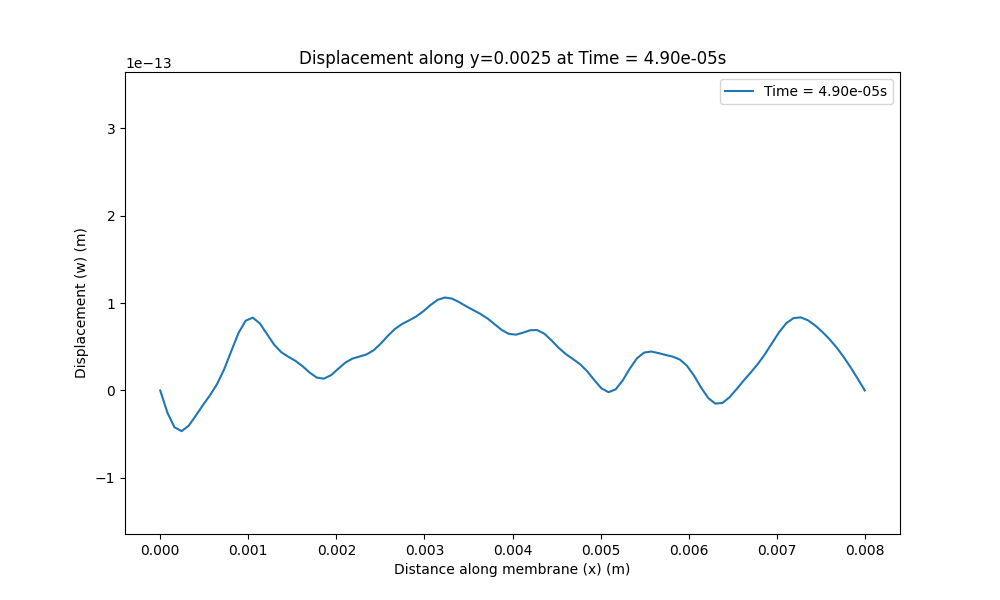 Displacement along y=0.0025 at Time = 4.90e-05s
1e−13
Time = 4.90e-05s
3
2
1
0
−1
Displacement (w) (m)
0.000 0.001 0.002 0.003 0.004 0.005 0.006 0.007 0.008
Distance along membrane (x) (m)